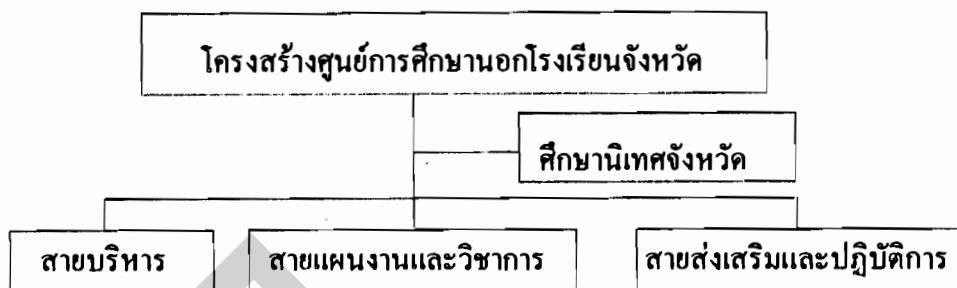 โครงสร้างศูนย์การศึกษานอกโรงเรียนจังหวัด
ศึกษานิเทศจังหวัด
สายบริหาร
สายแผนงานและวิชาการ
สายส่งเสริมและปฏิบัติการ